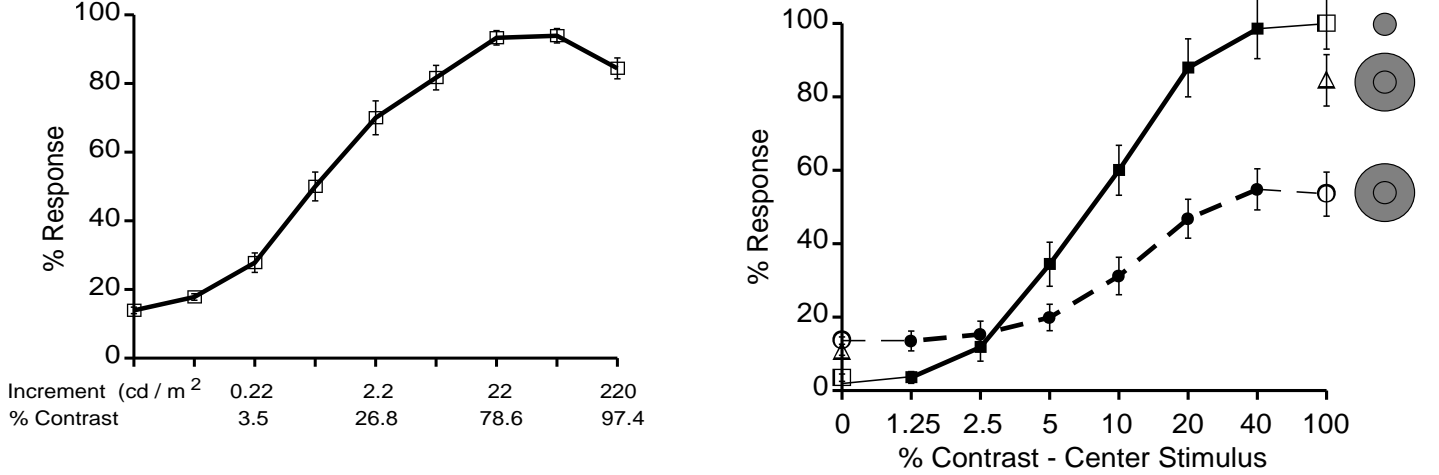 100
80
60
40
20
0
% Response
Increment (cd / m 2 0.22 2.2 22 220
% Contrast 3.5 26.8 78.6 97.4
100
80
60
40
20
0
% Response
0 1.25 2.5 5 10 20 40 100
% Contrast - Center Stimulus